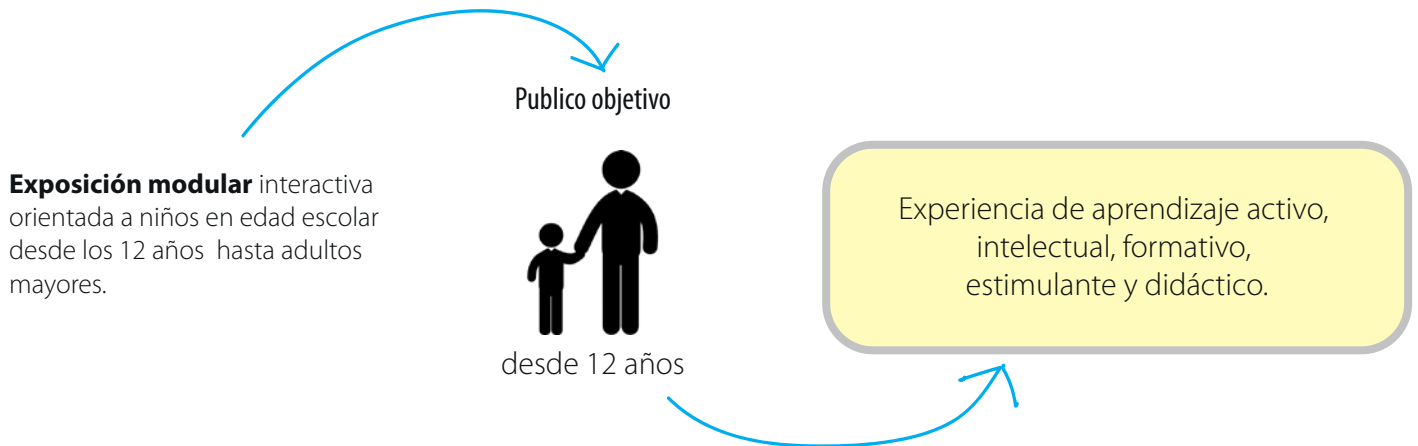 Exposición modular interactiva
orientada a niños en edad escolar
desde los 12 años hasta adultos
mayores.
Publico objetivo
desde 12 años
Experiencia de aprendizaje activo,
intelectual, formativo,
estimulante y didáctico.